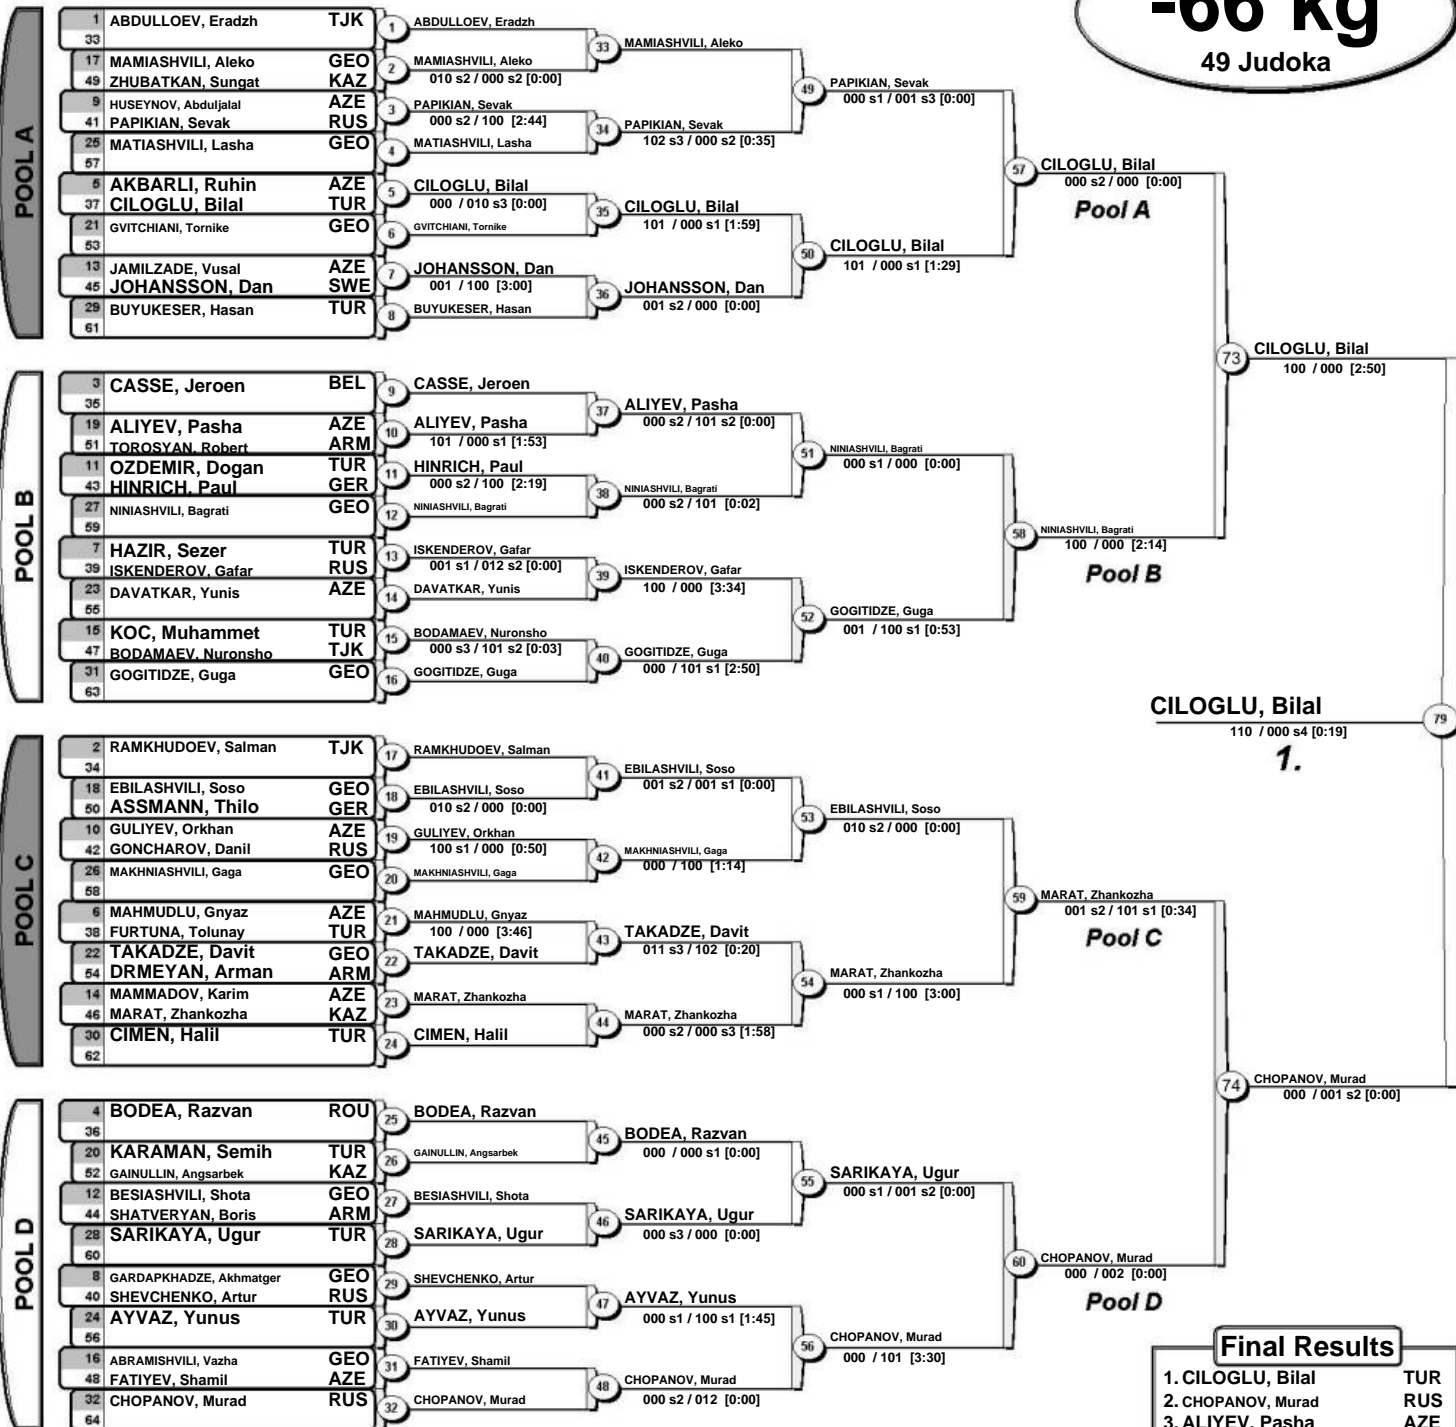 -66 kg
49 Judoka
POOL A
1 ABDULLOEV, Eradzh TJK
33
17 MAMIASHVILI, Aleko GEO
49 ZHUBATKAN, Sungat KAZ
9 HUSEYNOV, Abduljalal AZE
41 PAPIKIAN, Sevak RUS
25 MATIASHVILI, Lasha GEO
57
5 AKBARLI, Ruhin AZE
37 CILOGLU, Bilal TUR
21 GVITCHIANI, Tornike GEO
53
13 JAMILZADE, Vusal AZE
45 JOHANSSON, Dan SWE
29 BUYUKESER, Hasan TUR
61
1 ABDULLOEV, Eradzh
2 MAMIASHVILI, Aleko
010 s2 / 000 s2 [0:00]
3 PAPIKIAN, Sevak
000 s2 / 100 [2:44]
4 MATIASHVILI, Lasha
5 CILOGLU, Bilal
000 / 010 s3 [0:00]
6 GVITCHIANI, Tornike
7 JOHANSSON, Dan
001 / 100 [3:00]
8 BUYUKESER, Hasan
33 MAMIASHVILI, Aleko
34 PAPIKIAN, Sevak
102 s3 / 000 s2 [0:35]
35 CILOGLU, Bilal
101 / 000 s1 [1:59]
36 JOHANSSON, Dan
001 s2 / 000 [0:00]
49 PAPIKIAN, Sevak
000 s1 / 001 s3 [0:00]
50 CILOGLU, Bilal
101 / 000 s1 [1:29]
57 CILOGLU, Bilal
000 s2 / 000 [0:00]
Pool A
POOL B
3 CASSE, Jeroen BEL
35
19 ALIYEV, Pasha AZE
51 TOROSYAN, Robert ARM
11 OZDEMIR, Dogan TUR
43 HINRICH, Paul GER
27 NINIASHVILI, Bagrati GEO
59
7 HAZIR, Sezer TUR
39 ISKENDEROV, Gafar RUS
23 DAVATKAR, Yunis AZE
55
15 KOC, Muhammet TUR
47 BODAMAEV, Nuronsho TJK
31 GOGITIDZE, Guga GEO
63
9 CASSE, Jeroen
10 ALIYEV, Pasha
101 / 000 s1 [1:53]
11 HINRICH, Paul
000 s2 / 100 [2:19]
12 NINIASHVILI, Bagrati
13 ISKENDEROV, Gafar
001 s1 / 012 s2 [0:00]
14 DAVATKAR, Yunis
15 BODAMAEV, Nuronsho
000 s3 / 101 s2 [0:03]
16 GOGITIDZE, Guga
37 ALIYEV, Pasha
000 s2 / 101 s2 [0:00]
38 NINIASHVILI, Bagrati
000 s2 / 101 [0:02]
39 ISKENDEROV, Gafar
100 / 000 [3:34]
40 GOGITIDZE, Guga
000 / 101 s1 [2:50]
51 NINIASHVILI, Bagrati
000 s1 / 000 [0:00]
52 GOGITIDZE, Guga
001 / 100 s1 [0:53]
58 NINIASHVILI, Bagrati
100 / 000 [2:14]
Pool B
73 CILOGLU, Bilal
100 / 000 [2:50]
CILOGLU, Bilal 79
110 / 000 s4 [0:19]
1.
POOL C
2 RAMKHUDOEV, Salman TJK
34
18 EBILASHVILI, Soso GEO
50 ASSMANN, Thilo GER
10 GULIYEV, Orkhan AZE
42 GONCHAROV, Danil RUS
26 MAKHNIASHVILI, Gaga GEO
58
6 MAHMUDLU, Gnyaz AZE
38 FURTUNA, Tolunay TUR
22 TAKADZE, Davit GEO
54 DRMEYAN, Arman ARM
14 MAMMADOV, Karim AZE
46 MARAT, Zhankozha KAZ
30 CIMEN, Halil TUR
62
17 RAMKHUDOEV, Salman
18 EBILASHVILI, Soso
010 s2 / 000 [0:00]
19 GULIYEV, Orkhan
100 s1 / 000 [0:50]
20 MAKHNIASHVILI, Gaga
21 MAHMUDLU, Gnyaz
100 / 000 [3:46]
22 TAKADZE, Davit
23 MARAT, Zhankozha
24 CIMEN, Halil
41 EBILASHVILI, Soso
001 s2 / 001 s1 [0:00]
42 MAKHNIASHVILI, Gaga
000 / 100 [1:14]
43 TAKADZE, Davit
011 s3 / 102 [0:20]
44 MARAT, Zhankozha
000 s2 / 000 s3 [1:58]
53 EBILASHVILI, Soso
010 s2 / 000 [0:00]
54 MARAT, Zhankozha
000 s1 / 100 [3:00]
59 MARAT, Zhankozha
001 s2 / 101 s1 [0:34]
Pool C
74 CHOPANOV, Murad
000 / 001 s2 [0:00]
POOL D
4 BODEA, Razvan ROU
36
20 KARAMAN, Semih TUR
52 GAINULLIN, Angsarbek KAZ
12 BESIASHVILI, Shota GEO
44 SHATVERYAN, Boris ARM
28 SARIKAYA, Ugur TUR
60
8 GARDAPKHADZE, Akhmatger GEO
40 SHEVCHENKO, Artur RUS
24 AYVAZ, Yunus TUR
56
16 ABRAMISHVILI, Vazha GEO
48 FATIYEV, Shamil AZE
32 CHOPANOV, Murad RUS
64
25 BODEA, Razvan
26 GAINULLIN, Angsarbek
27 BESIASHVILI, Shota
28 SARIKAYA, Ugur
29 SHEVCHENKO, Artur
30 AYVAZ, Yunus
31 FATIYEV, Shamil
32 CHOPANOV, Murad
45 BODEA, Razvan
000 / 000 s1 [0:00]
46 SARIKAYA, Ugur
000 s3 / 000 [0:00]
47 AYVAZ, Yunus
000 s1 / 100 s1 [1:45]
48 CHOPANOV, Murad
000 s2 / 012 [0:00]
55 SARIKAYA, Ugur
000 s1 / 001 s2 [0:00]
56 CHOPANOV, Murad
000 / 101 [3:30]
60 CHOPANOV, Murad
000 / 002 [0:00]
Pool D
Final Results
1. CILOGLU, Bilal TUR
2. CHOPANOV, Murad RUS
3. ALIYEV, Pasha AZE